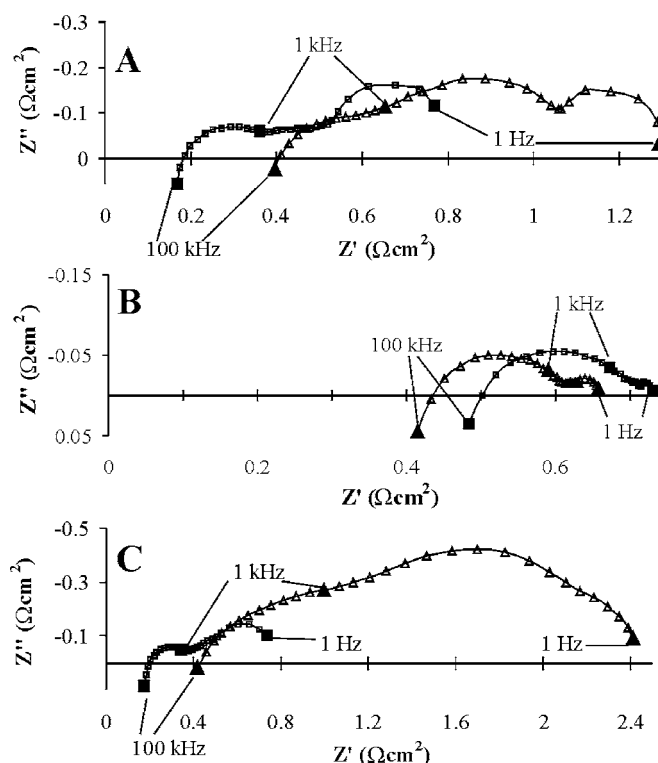 -0.3
-0.2
-0.1
0
Z'' (Ωcm²)
A
1 kHz
1 Hz
100 kHz
0 0.2 0.4 0.6 0.8 1 1.2
Z' (Ωcm²)
-0.15
-0.05
0.05
Z'' (Ωcm²)
B
100 kHz
1 kHz
1 Hz
0 0.2 0.4 0.6
Z' (Ωcm²)
-0.5
-0.3
-0.1
Z'' (Ωcm²)
C
1 kHz
1 Hz
1 Hz
100 kHz
0 0.4 0.8 1.2 1.6 2 2.4
Z' (Ωcm²)